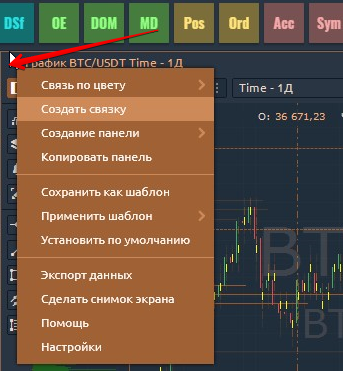 DSf OE DOM MD Pos Ord Acc Sym
График BTC/USDT Time - 1Д
Time - 1Д
Связь по цвету
Создать связку
O: 36 671,23
Создание панели
Копировать панель
Сохранить как шаблон
Применить шаблон
Установить по умолчанию
BT
BT
Экспорт данных
Сделать снимок экрана
Помощь
Настройки